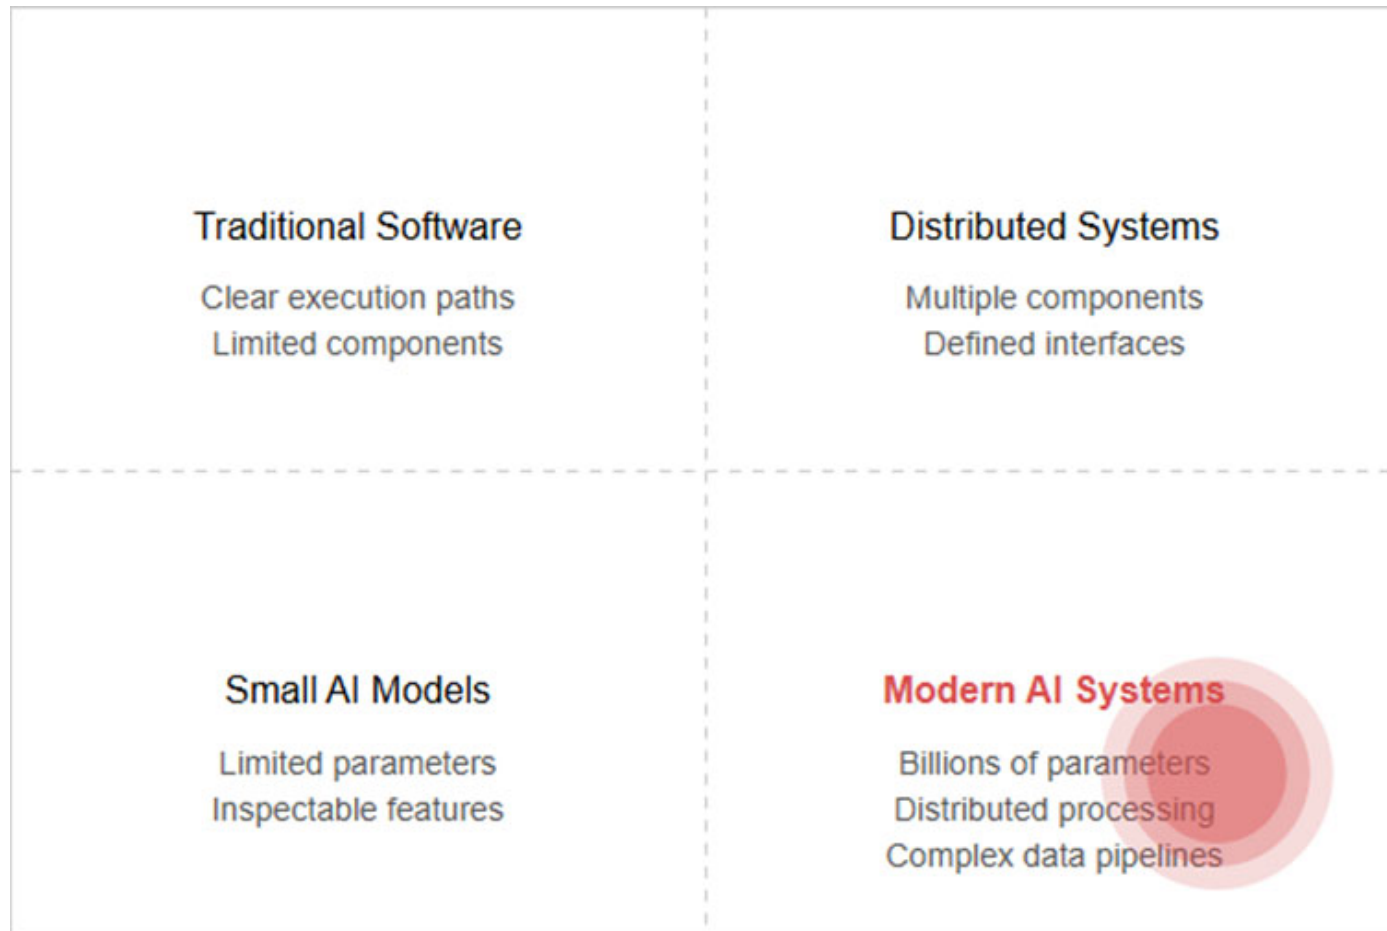 Traditional Software
Clear execution paths
Limited components
Distributed Systems
Multiple components
Defined interfaces
Small AI Models
Limited parameters
Inspectable features
Modern AI Systems
Billions of parameters
Distributed processing
Complex data pipelines